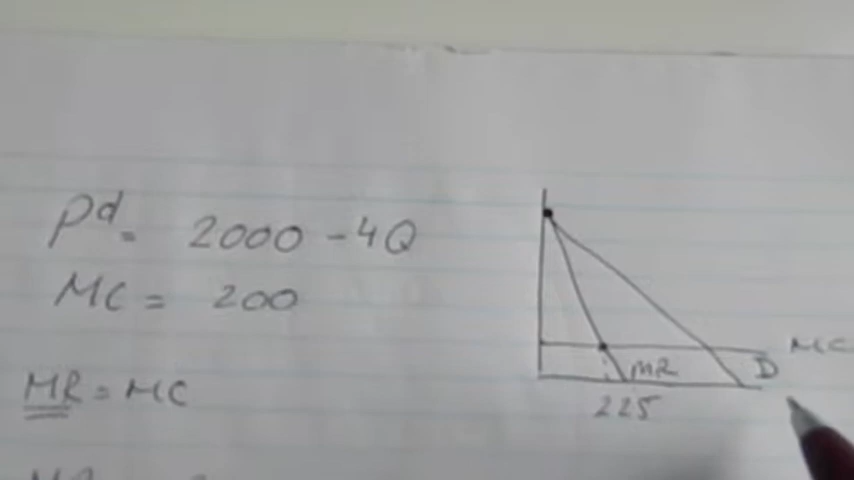 Pd = 2000 - 4Q
MC = 200
MR = MC
MC
MR
D
225